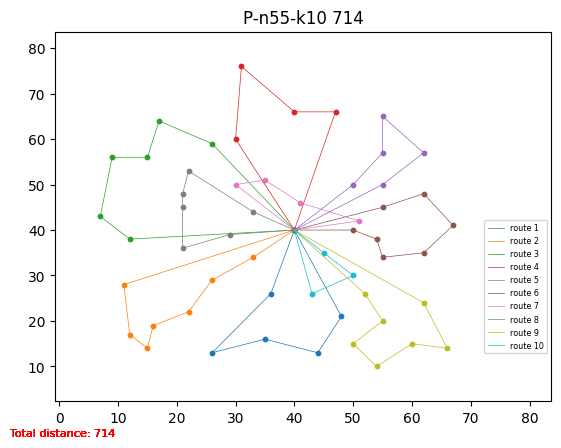 P-n55-k10 714
80
70
60
50
40
30
20
10
0 10 20 30 40 50 60 70 80
route 1
route 2
route 3
route 4
route 5
route 6
route 7
route 8
route 9
route 10
Total distance: 714